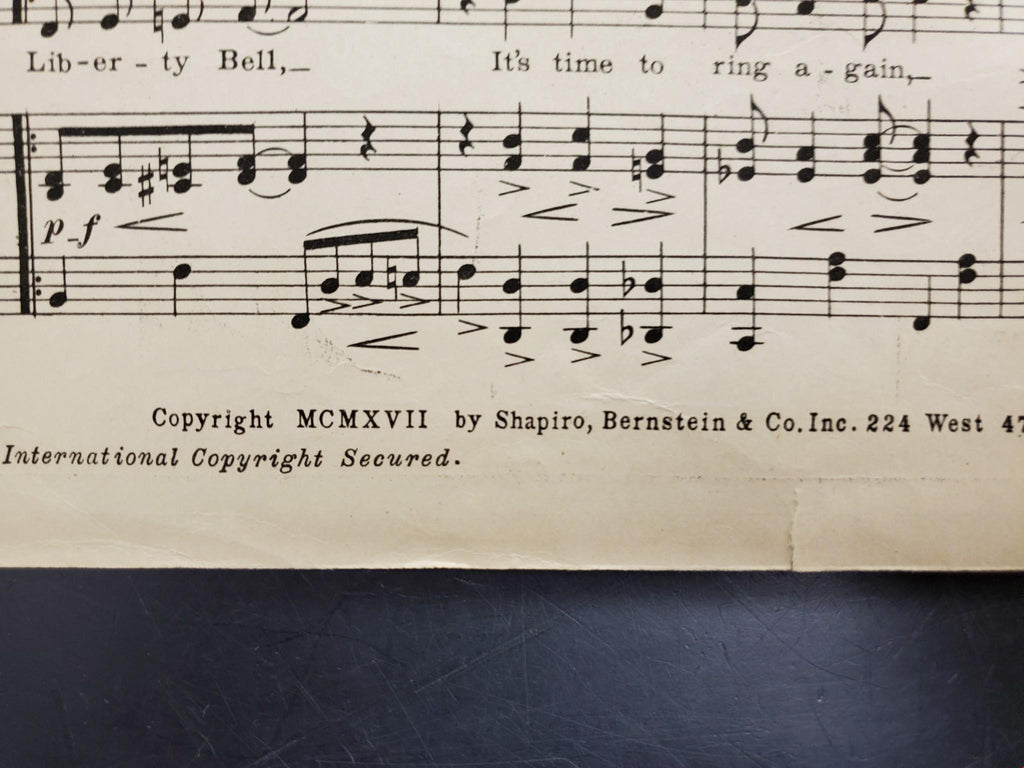 Lib-er - ty Bell,_ It's time to ring a - gain,_
p-f
Copyright MCMXVII by Shapiro, Bernstein & Co. Inc. 224 West 47
International Copyright Secured.